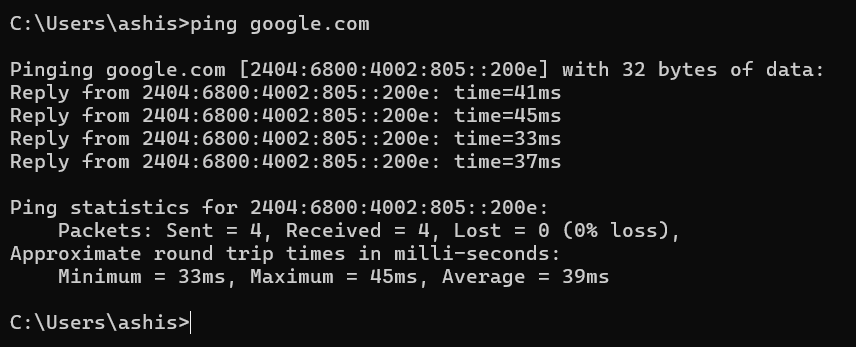 C:\Users\ashis>ping google.com
Pinging google.com [2404:6800:4002:805::200e] with 32 bytes of data:
Reply from 2404:6800:4002:805::200e: time=41ms
Reply from 2404:6800:4002:805::200e: time=45ms
Reply from 2404:6800:4002:805::200e: time=33ms
Reply from 2404:6800:4002:805::200e: time=37ms
Ping statistics for 2404:6800:4002:805::200e:
    Packets: Sent = 4, Received = 4, Lost = 0 (0% loss),
Approximate round trip times in milli-seconds:
    Minimum = 33ms, Maximum = 45ms, Average = 39ms
C:\Users\ashis>